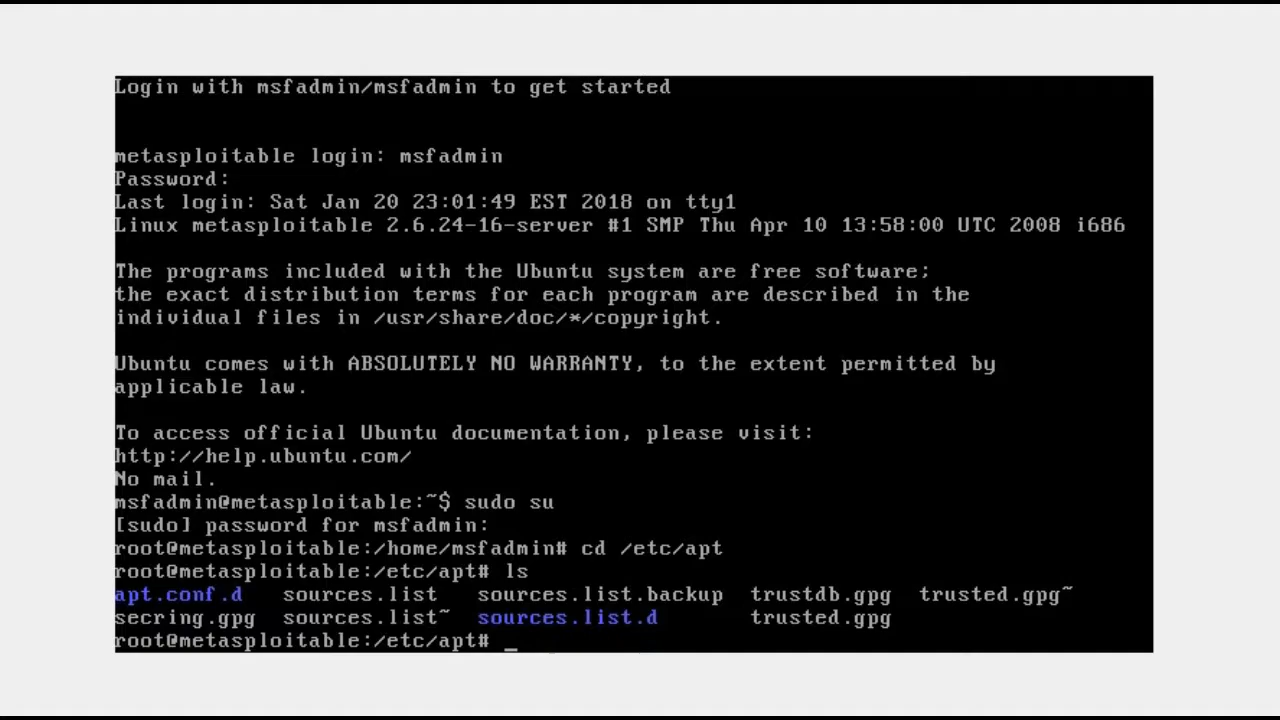 Login with msfadmin/msfadmin to get started
metasploitable login: msfadmin
Password:
Last login: Sat Jan 20 23:01:49 EST 2018 on tty1
Linux metasploitable 2.6.24-16-server #1 SMP Thu Apr 10 13:58:00 UTC 2008 i686
The programs included with the Ubuntu system are free software;
the exact distribution terms for each program are described in the
individual files in /usr/share/doc/*/copyright.
Ubuntu comes with ABSOLUTELY NO WARRANTY, to the extent permitted by
applicable law.
To access official Ubuntu documentation, please visit:
http://help.ubuntu.com/
No mail.
msfadmin@metasploitable:~$ sudo su
[sudo] password for msfadmin:
root@metasploitable:/home/msfadmin# cd /etc/apt
root@metasploitable:/etc/apt# ls
apt.conf.d sources.list sources.list.backup trustdb.gpg trusted.gpg~
secring.gpg sources.list~ sources.list.d trusted.gpg
root@metasploitable:/etc/apt# _